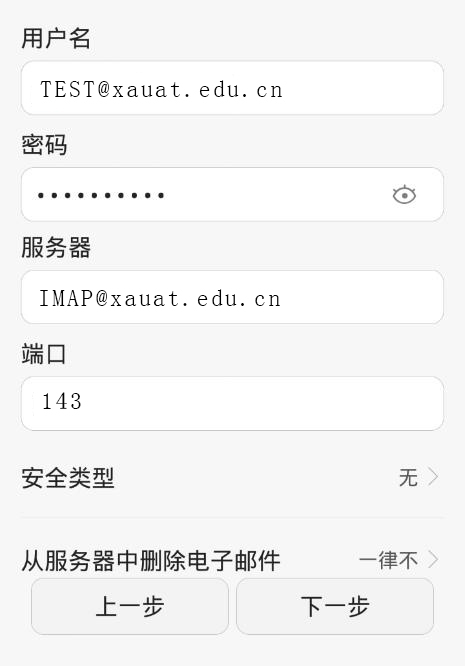 用户名
TEST@xauat.edu.cn
密码
••••••••••
服务器
IMAP@xauat.edu.cn
端口
143
安全类型 无
从服务器中删除电子邮件 一律不
上一步 下一步